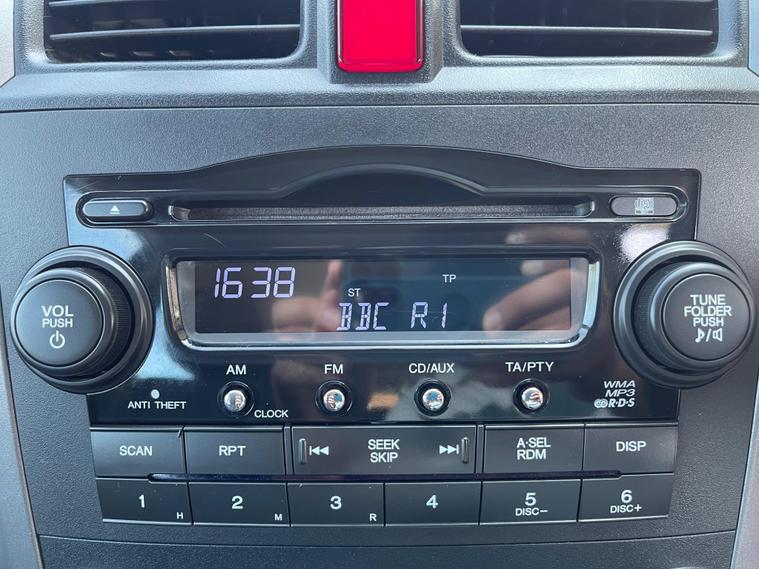 1638
ST
TP
BBC R1
VOL
PUSH
TUNE
FOLDER
PUSH
AM
FM
CD/AUX
TA/PTY
ANTI THEFT
CLOCK
WMA
MP3
R·D·S
SCAN
RPT
SEEK
SKIP
A·SEL
RDM
DISP
1 H
2 M
3 R
4
5
DISC−
6
DISC+